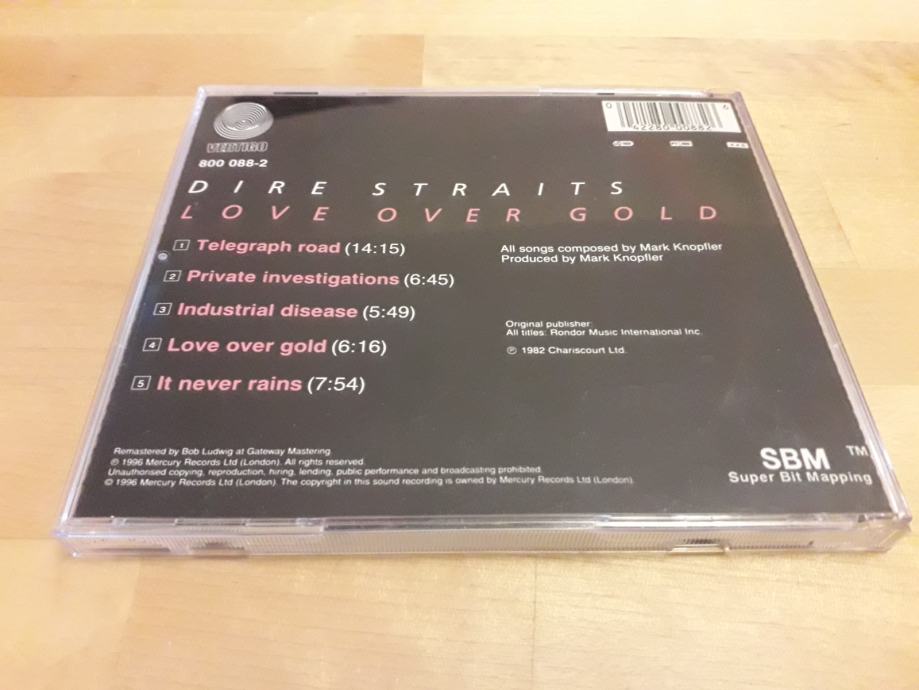 VERTIGO
800 088-2
0 42280 00882 6
DIRE STRAITS
LOVE OVER GOLD
1 Telegraph road (14:15)
2 Private investigations (6:45)
3 Industrial disease (5:49)
4 Love over gold (6:16)
5 It never rains (7:54)
All songs composed by Mark Knopfler
Produced by Mark Knopfler
Original publisher:
All titles: Rondor Music International Inc.
℗ 1982 Chariscourt Ltd.
Remastered by Bob Ludwig at Gateway Mastering.
℗ 1996 Mercury Records Ltd (London). All rights reserved.
Unauthorised copying, reproduction, hiring, lending, public performance and broadcasting prohibited.
© 1996 Mercury Records Ltd (London). The copyright in this sound recording is owned by Mercury Records Ltd (London).
SBM ™
Super Bit Mapping